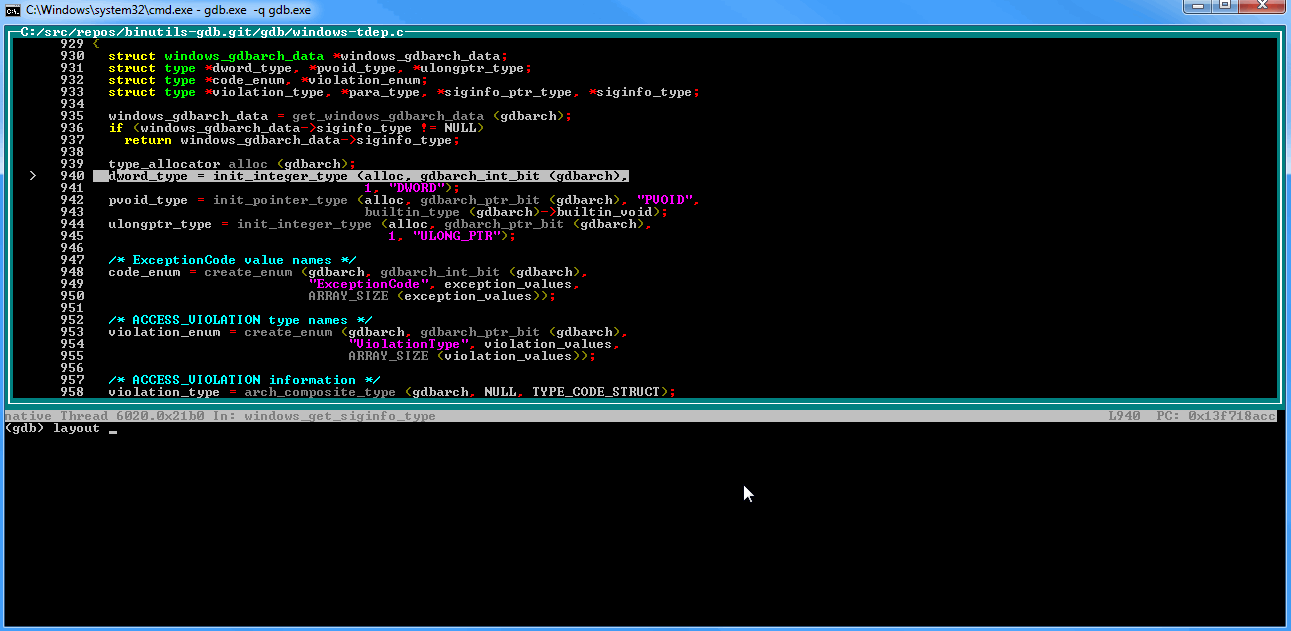 C:\Windows\system32\cmd.exe - gdb.exe -q gdb.exe
C:/src/repos/binutils-gdb.git/gdb/windows-tdep.c
929 {
930   struct windows_gdbarch_data *windows_gdbarch_data;
931   struct type *dword_type, *pvoid_type, *ulongptr_type;
932   struct type *code_enum, *violation_enum;
933   struct type *violation_type, *para_type, *siginfo_ptr_type, *siginfo_type;
934
935   windows_gdbarch_data = get_windows_gdbarch_data (gdbarch);
936   if (windows_gdbarch_data->siginfo_type != NULL)
937     return windows_gdbarch_data->siginfo_type;
938
939   type_allocator alloc (gdbarch);
> 940   dword_type = init_integer_type (alloc, gdbarch_int_bit (gdbarch),
941                                   1, "DWORD");
942   pvoid_type = init_pointer_type (alloc, gdbarch_ptr_bit (gdbarch), "PVOID",
943                                   builtin_type (gdbarch)->builtin_void);
944   ulongptr_type = init_integer_type (alloc, gdbarch_ptr_bit (gdbarch),
945                                      1, "ULONG_PTR");
946
947   /* ExceptionCode value names */
948   code_enum = create_enum (gdbarch, gdbarch_int_bit (gdbarch),
949                            "ExceptionCode", exception_values,
950                            ARRAY_SIZE (exception_values));
951
952   /* ACCESS_VIOLATION type names */
953   violation_enum = create_enum (gdbarch, gdbarch_ptr_bit (gdbarch),
954                                 "ViolationType", violation_values,
955                                 ARRAY_SIZE (violation_values));
956
957   /* ACCESS_VIOLATION information */
958   violation_type = arch_composite_type (gdbarch, NULL, TYPE_CODE_STRUCT);
native Thread 6020.0x21b0 In: windows_get_siginfo_type L940 PC: 0x13f718acc
(gdb) layout _